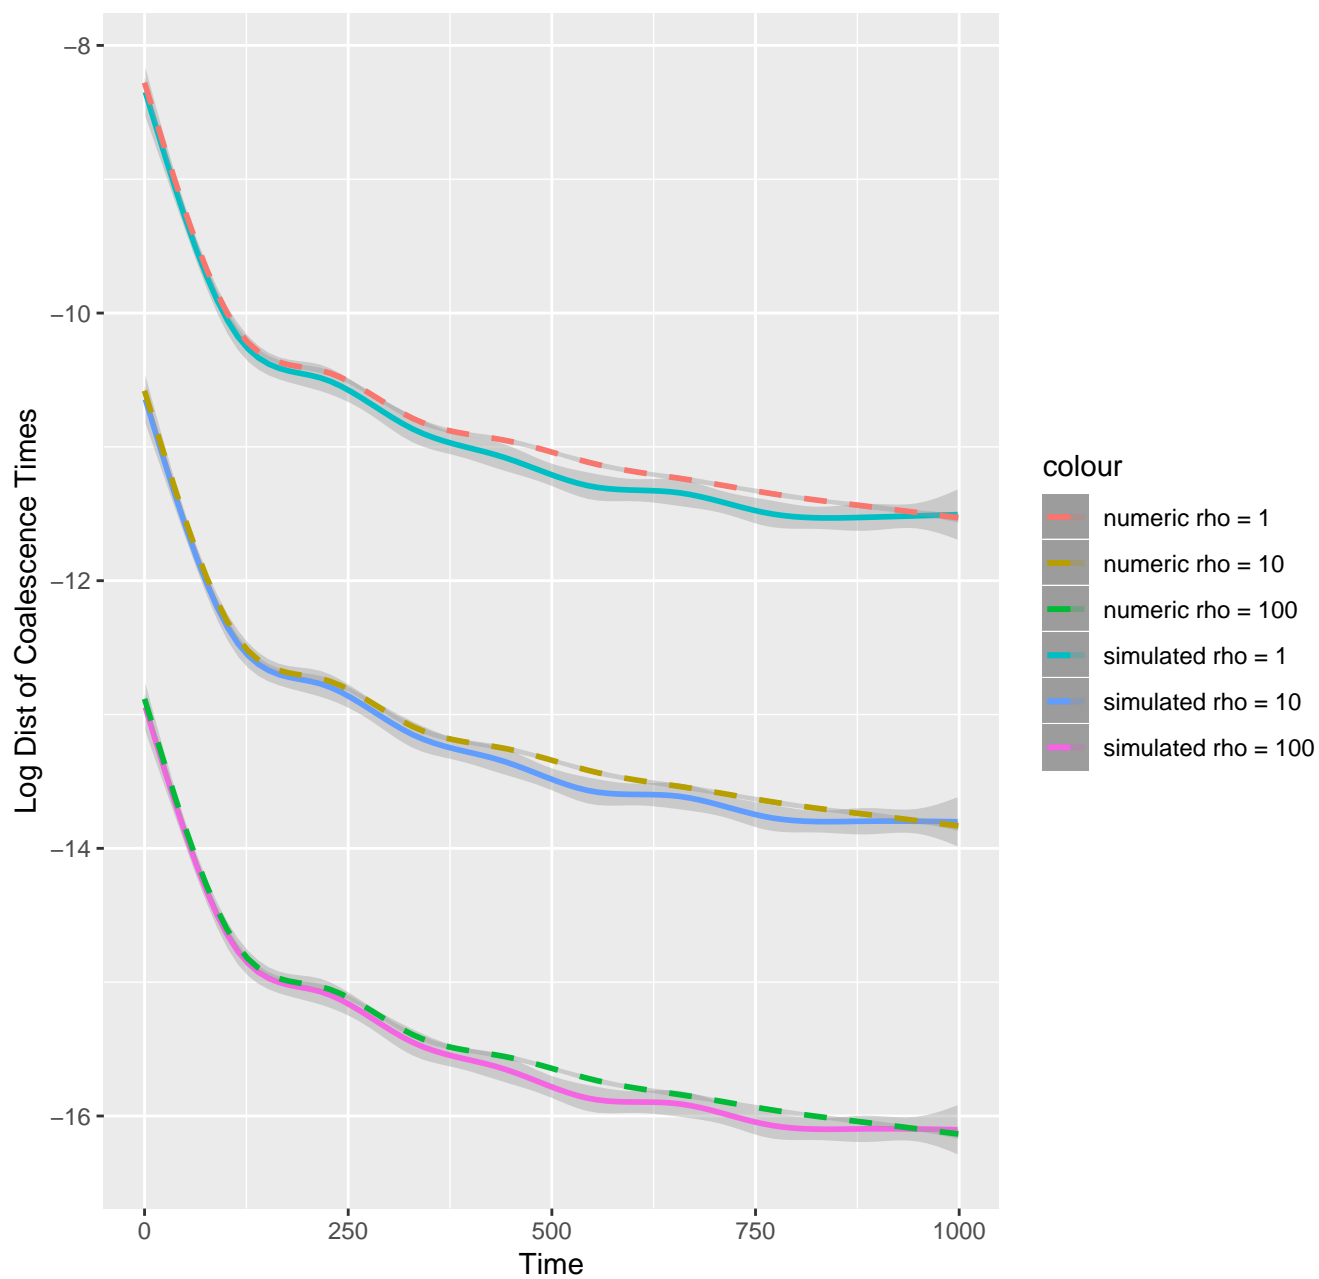 −8
−10
−12
−14
−16
Log Dist of Coalescence Times
0
250
500
750
1000
Time
colour
numeric rho = 1
numeric rho = 10
numeric rho = 100
simulated rho = 1
simulated rho = 10
simulated rho = 100